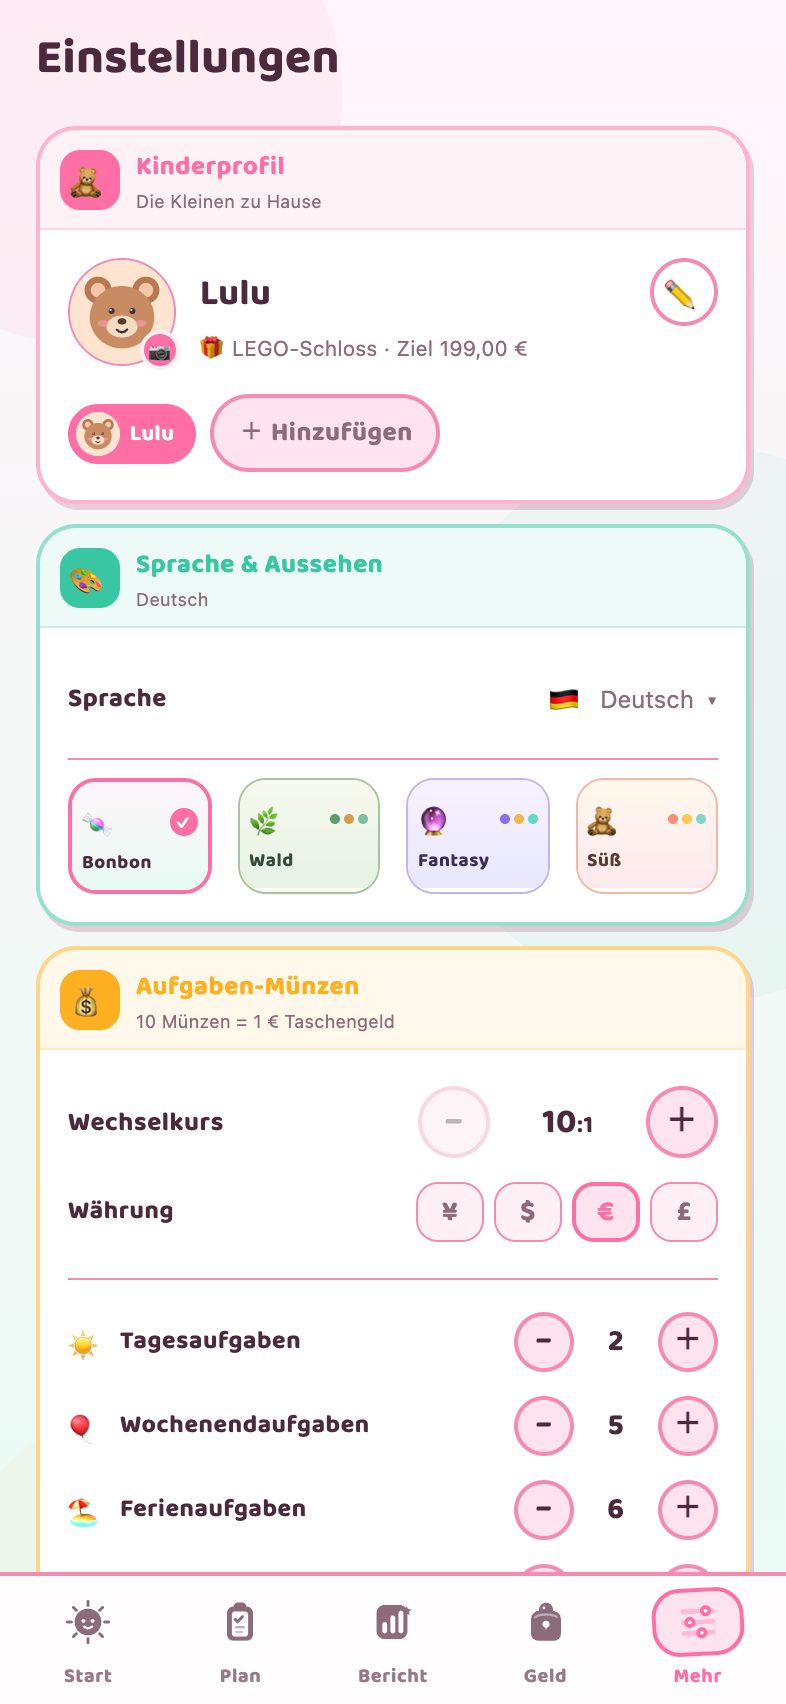 Einstellungen
Kinderprofil
Die Kleinen zu Hause
Lulu
LEGO-Schloss · Ziel 199,00 €
Lulu
+ Hinzufügen
Sprache & Aussehen
Deutsch
Sprache
Deutsch ▾
Bonbon
Wald
Fantasy
Süß
Aufgaben-Münzen
10 Münzen = 1 € Taschengeld
Wechselkurs
− 10:1 +
Währung
¥ $ € £
Tagesaufgaben
− 2 +
Wochenendaufgaben
− 5 +
Ferienaufgaben
− 6 +
Start
Plan
Bericht
Geld
Mehr